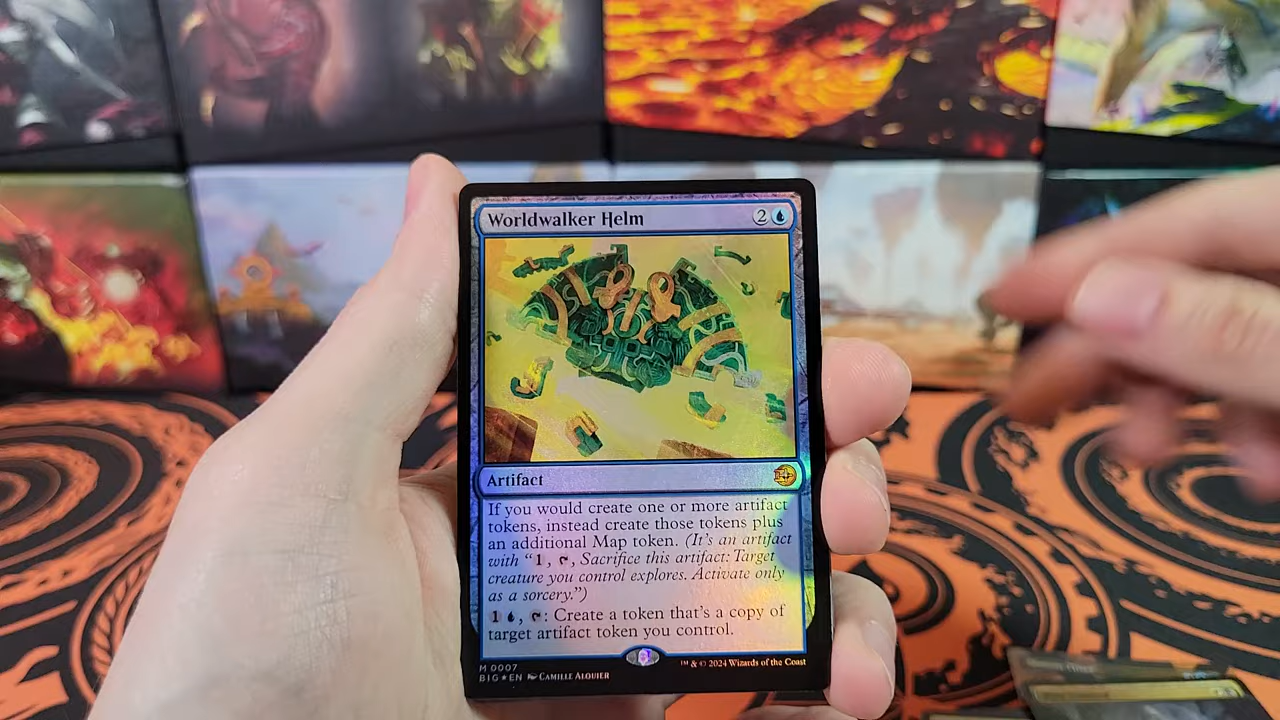 Worldwalker Helm 2
Artifact
If you would create one or more artifact
tokens, instead create those tokens plus
an additional Map token. (It's an artifact
with “1, , Sacrifice this artifact: Target
creature you control explores. Activate only
as a sorcery.”)
1 , : Create a token that's a copy of
target artifact token you control.
M 0007
BIG★EN CAMILLE ALQUIER
™ & © 2024 Wizards of the Coast